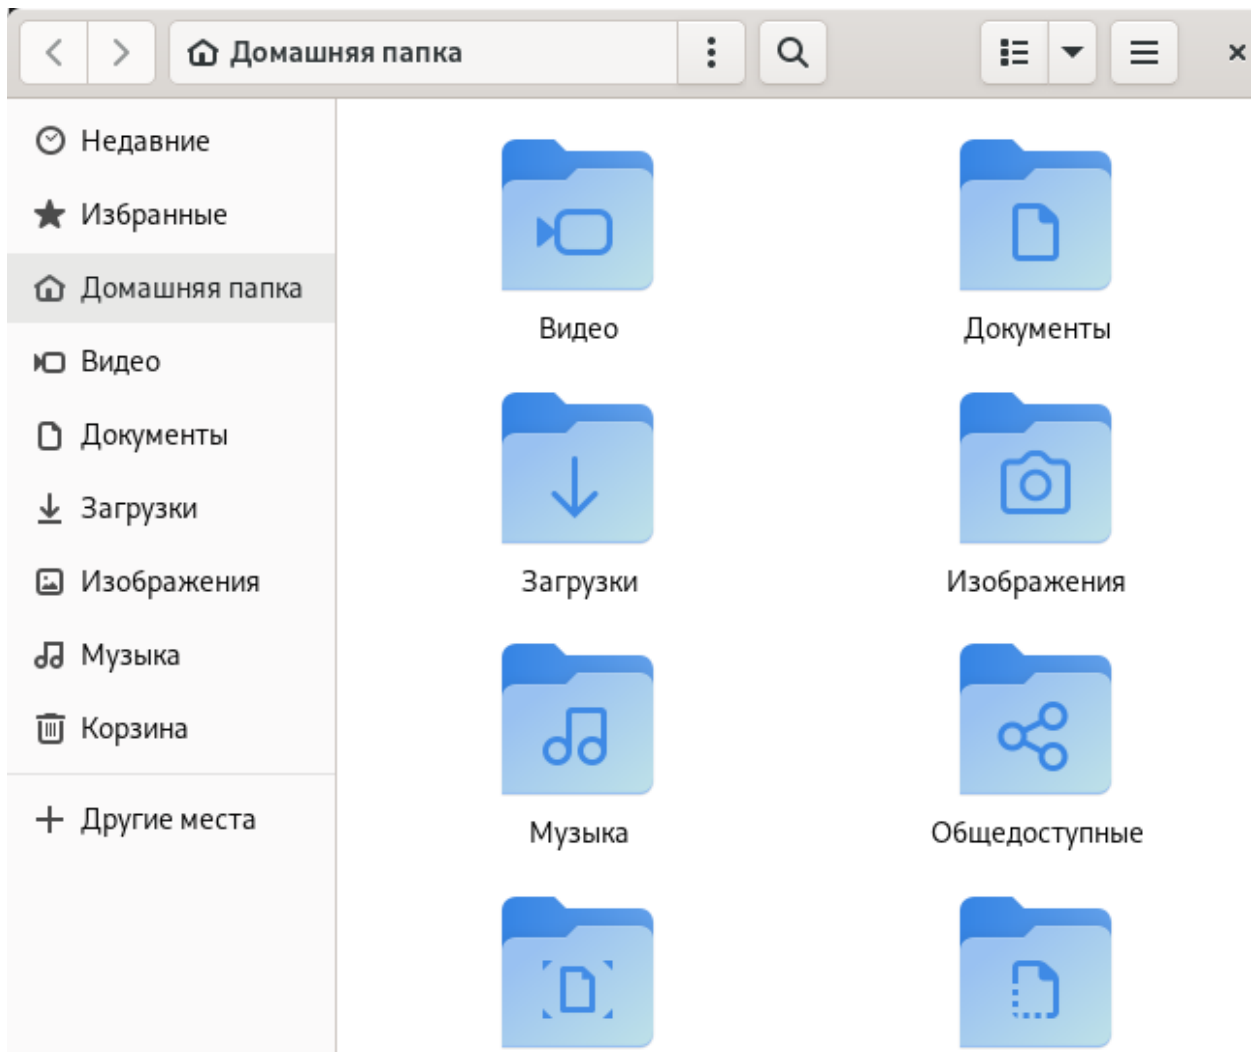 Домашняя папка
Недавние
Избранные
Домашняя папка
Видео
Документы
Загрузки
Изображения
Музыка
Корзина
Другие места
Видео
Документы
Загрузки
Изображения
Музыка
Общедоступные